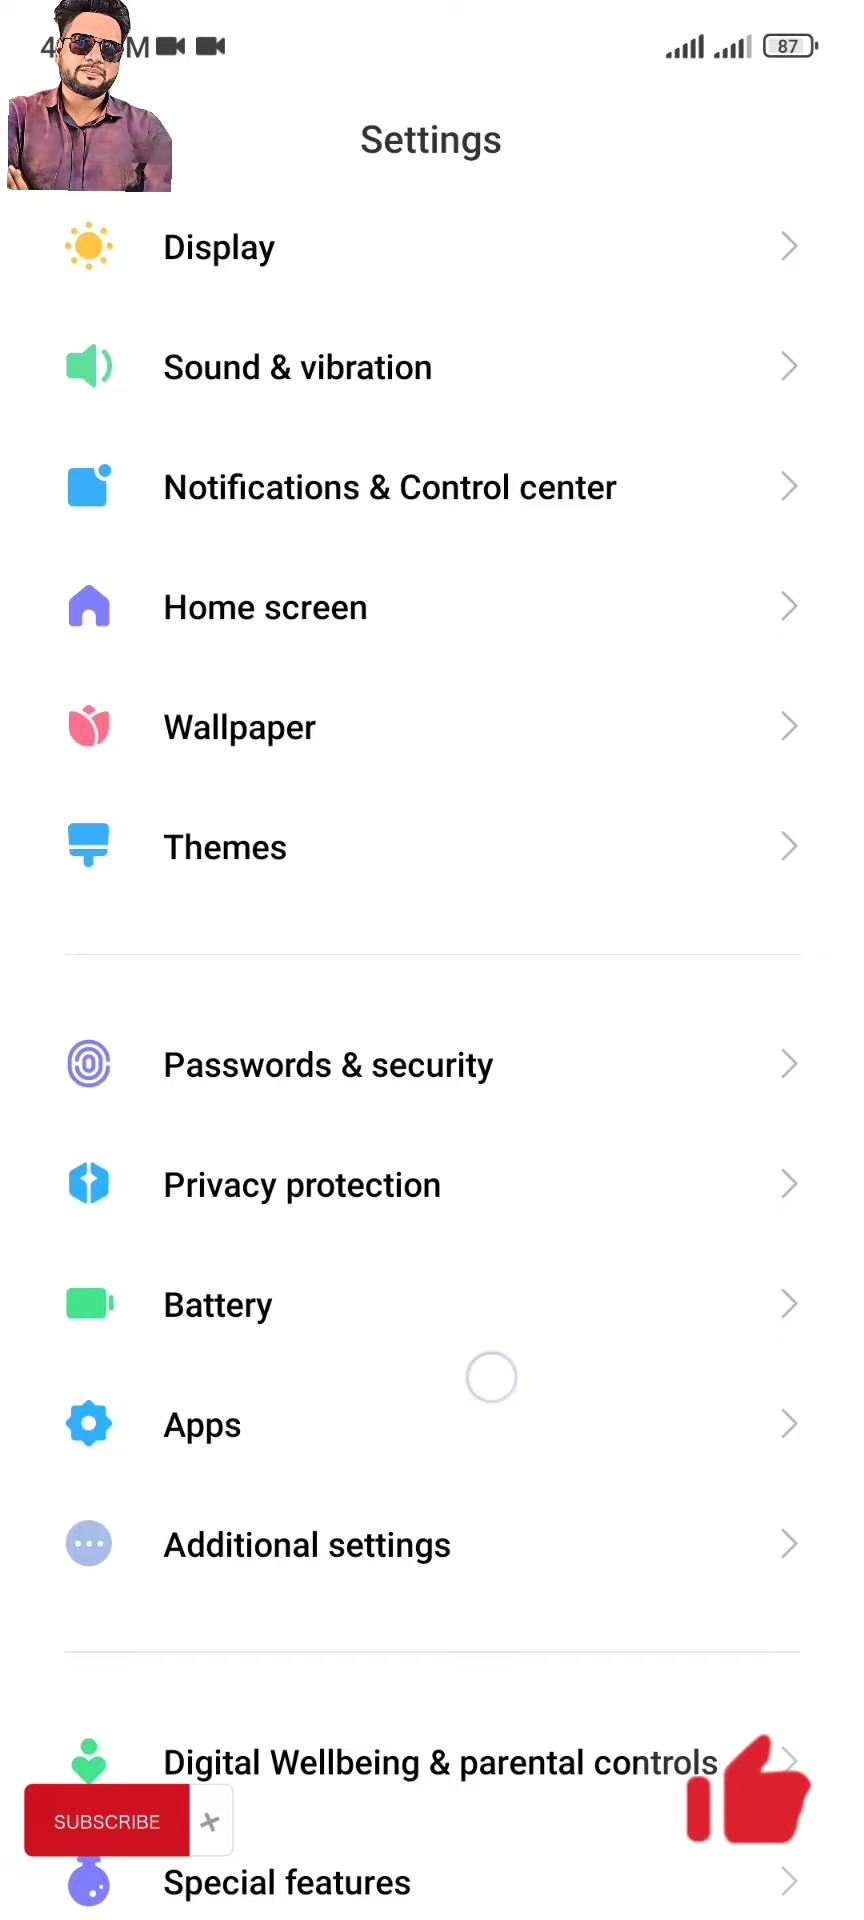 4
M
87
Settings
Display
Sound & vibration
Notifications & Control center
Home screen
Wallpaper
Themes
Passwords & security
Privacy protection
Battery
Apps
Additional settings
Digital Wellbeing & parental controls
SUBSCRIBE
Special features